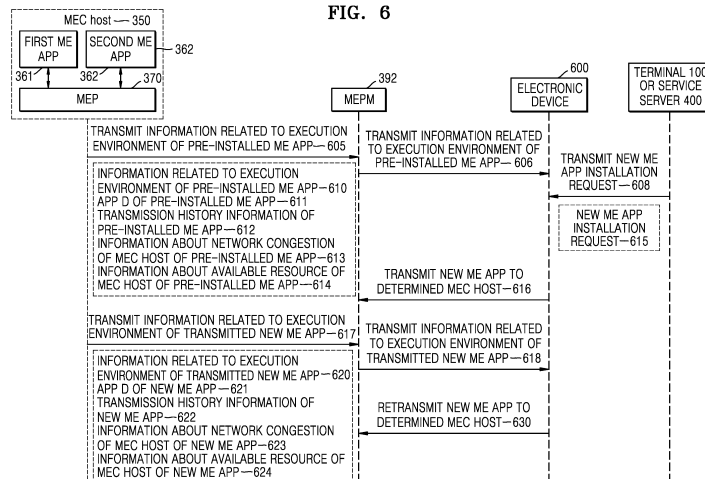 FIG. 6
MEC host 350
FIRST ME
APP
SECOND ME
APP
362
361
362
370
MEP
392
MEPM
600
ELECTRONIC
DEVICE
TERMINAL 100
OR SERVICE
SERVER 400
TRANSMIT INFORMATION RELATED TO EXECUTION
ENVIRONMENT OF PRE-INSTALLED ME APP 605
TRANSMIT INFORMATION RELATED
TO EXECUTION ENVIRONMENT OF
PRE-INSTALLED ME APP 606
TRANSMIT NEW ME
APP INSTALLATION
REQUEST 608
INFORMATION RELATED TO EXECUTION
ENVIRONMENT OF PRE-INSTALLED ME APP 610
APP D OF PRE-INSTALLED ME APP 611
TRANSMISSION HISTORY INFORMATION OF
PRE-INSTALLED ME APP 612
INFORMATION ABOUT NETWORK CONGESTION
OF MEC HOST OF PRE-INSTALLED ME APP 613
INFORMATION ABOUT AVAILABLE RESOURCE OF
MEC HOST OF PRE-INSTALLED ME APP 614
NEW ME APP
INSTALLATION
REQUEST 615
TRANSMIT NEW ME APP TO
DETERMINED MEC HOST 616
TRANSMIT INFORMATION RELATED TO EXECUTION
ENVIRONMENT OF TRANSMITTED NEW ME APP 617
TRANSMIT INFORMATION RELATED
TO EXECUTION ENVIRONMENT OF
TRANSMITTED NEW ME APP 618
INFORMATION RELATED TO EXECUTION
ENVIRONMENT OF TRANSMITTED NEW ME APP 620
APP D OF NEW ME APP 621
TRANSMISSION HISTORY INFORMATION OF
NEW ME APP 622
INFORMATION ABOUT NETWORK CONGESTION
OF MEC HOST OF NEW ME APP 623
INFORMATION ABOUT AVAILABLE RESOURCE OF
MEC HOST OF NEW ME APP 624
RETRANSMIT NEW ME APP TO
DETERMINED MEC HOST 630